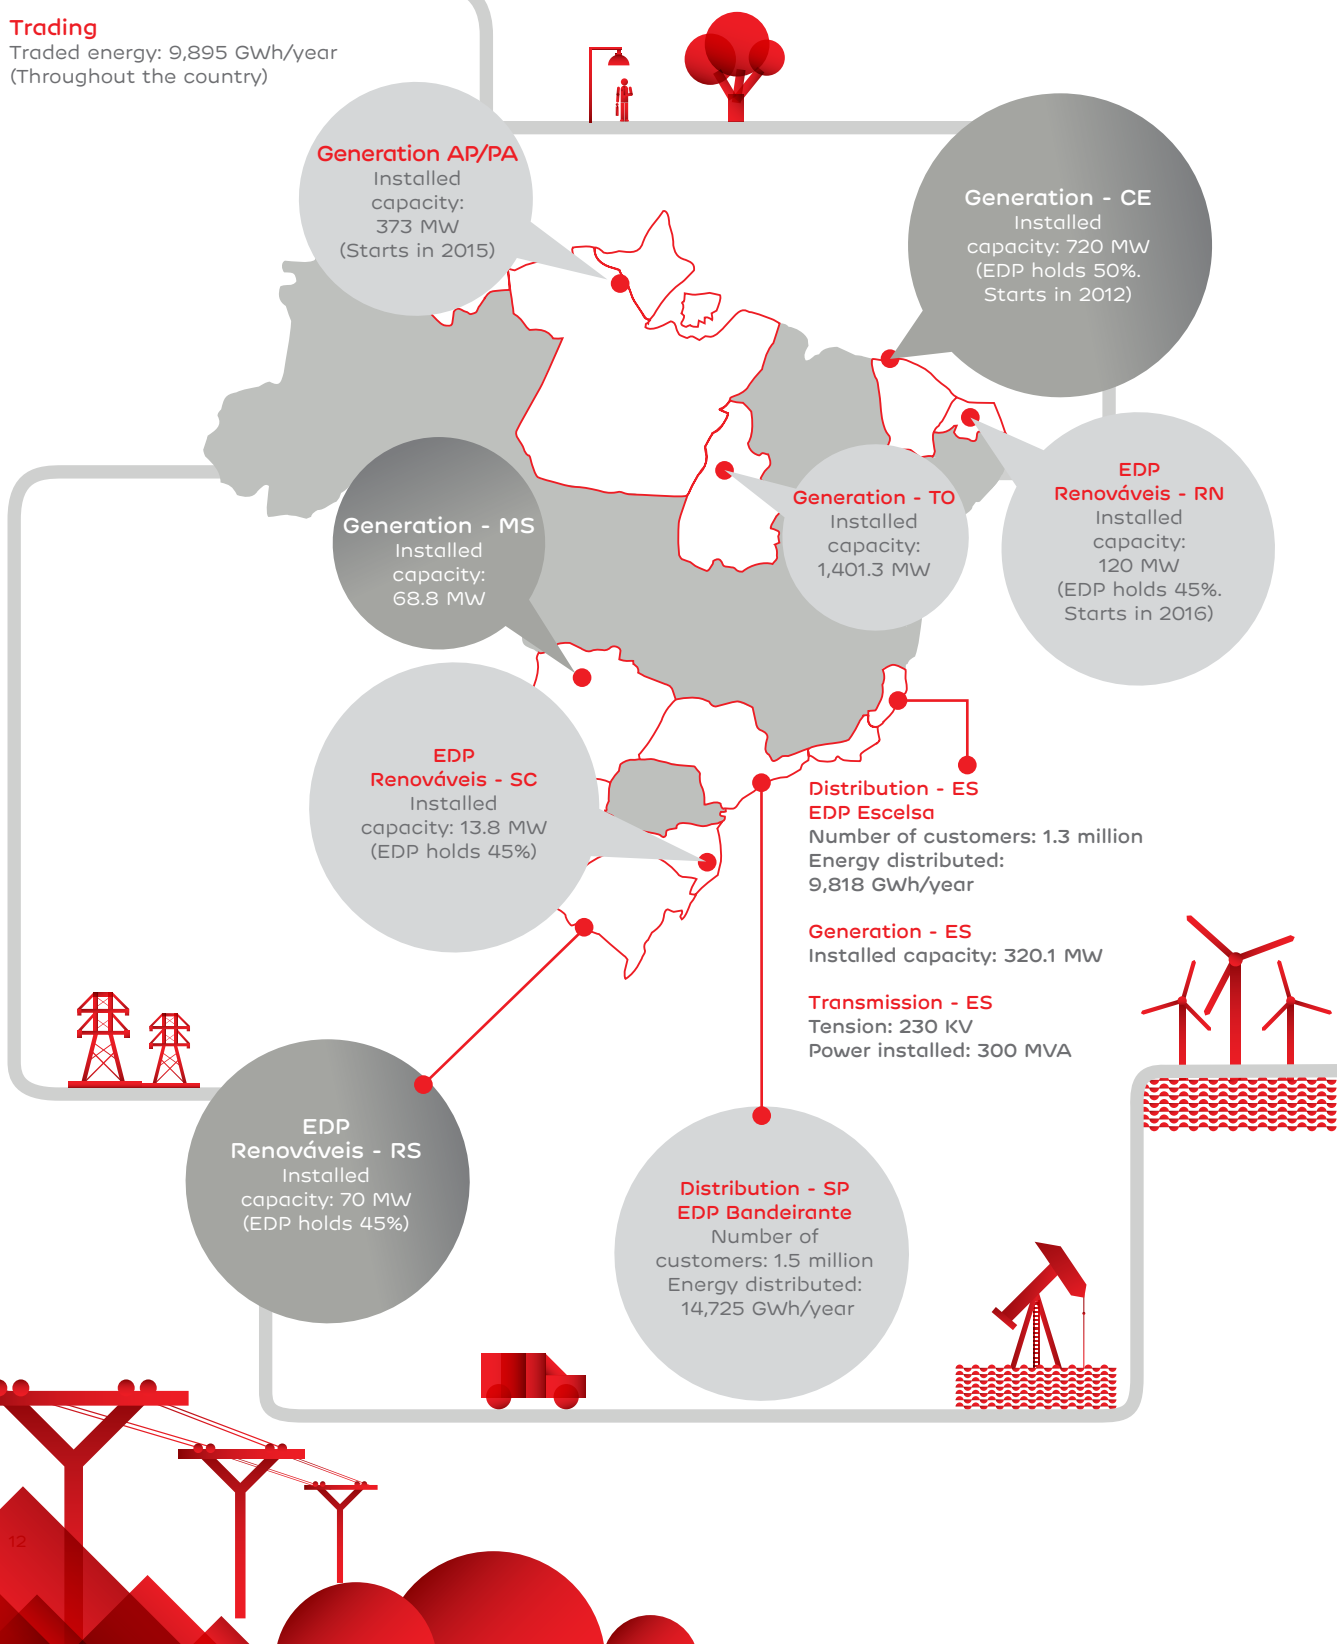 Trading
Traded energy: 9,895 GWh/year
(Throughout the country)
Generation AP/PA
Installed
capacity:
373 MW
(Starts in 2015)
Generation - CE
Installed
capacity: 720 MW
(EDP holds 50%.
Starts in 2012)
EDP
Renováveis - RN
Installed
capacity:
120 MW
(EDP holds 45%.
Starts in 2016)
Generation - TO
Installed
capacity:
1,401.3 MW
Generation - MS
Installed
capacity:
68.8 MW
EDP
Renováveis - SC
Installed
capacity: 13.8 MW
(EDP holds 45%)
Distribution - ES
EDP Escelsa
Number of customers: 1.3 million
Energy distributed:
9,818 GWh/year
Generation - ES
Installed capacity: 320.1 MW
Transmission - ES
Tension: 230 KV
Power installed: 300 MVA
EDP
Renováveis - RS
Installed
capacity: 70 MW
(EDP holds 45%)
Distribution - SP
EDP Bandeirante
Number of
customers: 1.5 million
Energy distributed:
14,725 GWh/year
12